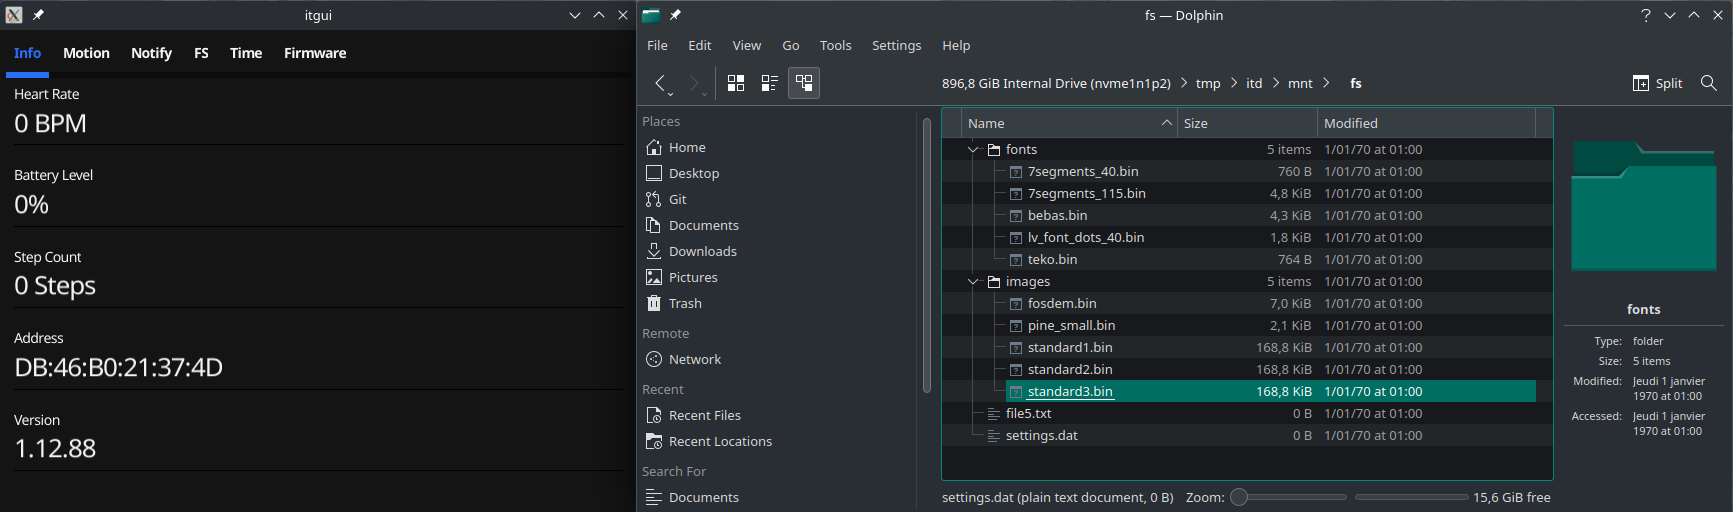 itgui
Info Motion Notify FS Time Firmware
Heart Rate
0 BPM
Battery Level
0%
Step Count
0 Steps
Address
DB:46:B0:21:37:4D
Version
1.12.88
fs — Dolphin
File Edit View Go Tools Settings Help
896,8 GiB Internal Drive (nvme1n1p2) > tmp > itd > mnt > fs
Split
Places
Home
Desktop
Git
Documents
Downloads
Pictures
Trash
Remote
Network
Recent
Recent Files
Recent Locations
Search For
Documents
Name Size Modified
fonts 5 items 1/01/70 at 01:00
7segments_40.bin 760 B 1/01/70 at 01:00
7segments_115.bin 4,8 KiB 1/01/70 at 01:00
bebas.bin 4,3 KiB 1/01/70 at 01:00
lv_font_dots_40.bin 1,8 KiB 1/01/70 at 01:00
teko.bin 764 B 1/01/70 at 01:00
images 5 items 1/01/70 at 01:00
fosdem.bin 7,0 KiB 1/01/70 at 01:00
pine_small.bin 2,1 KiB 1/01/70 at 01:00
standard1.bin 168,8 KiB 1/01/70 at 01:00
standard2.bin 168,8 KiB 1/01/70 at 01:00
standard3.bin 168,8 KiB 1/01/70 at 01:00
file5.txt 0 B 1/01/70 at 01:00
settings.dat 0 B 1/01/70 at 01:00
settings.dat (plain text document, 0 B) Zoom: 15,6 GiB free
fonts
Type: folder
Size: 5 items
Modified: Jeudi 1 janvier
1970 at 01:00
Accessed: Jeudi 1 janvier
1970 at 01:00